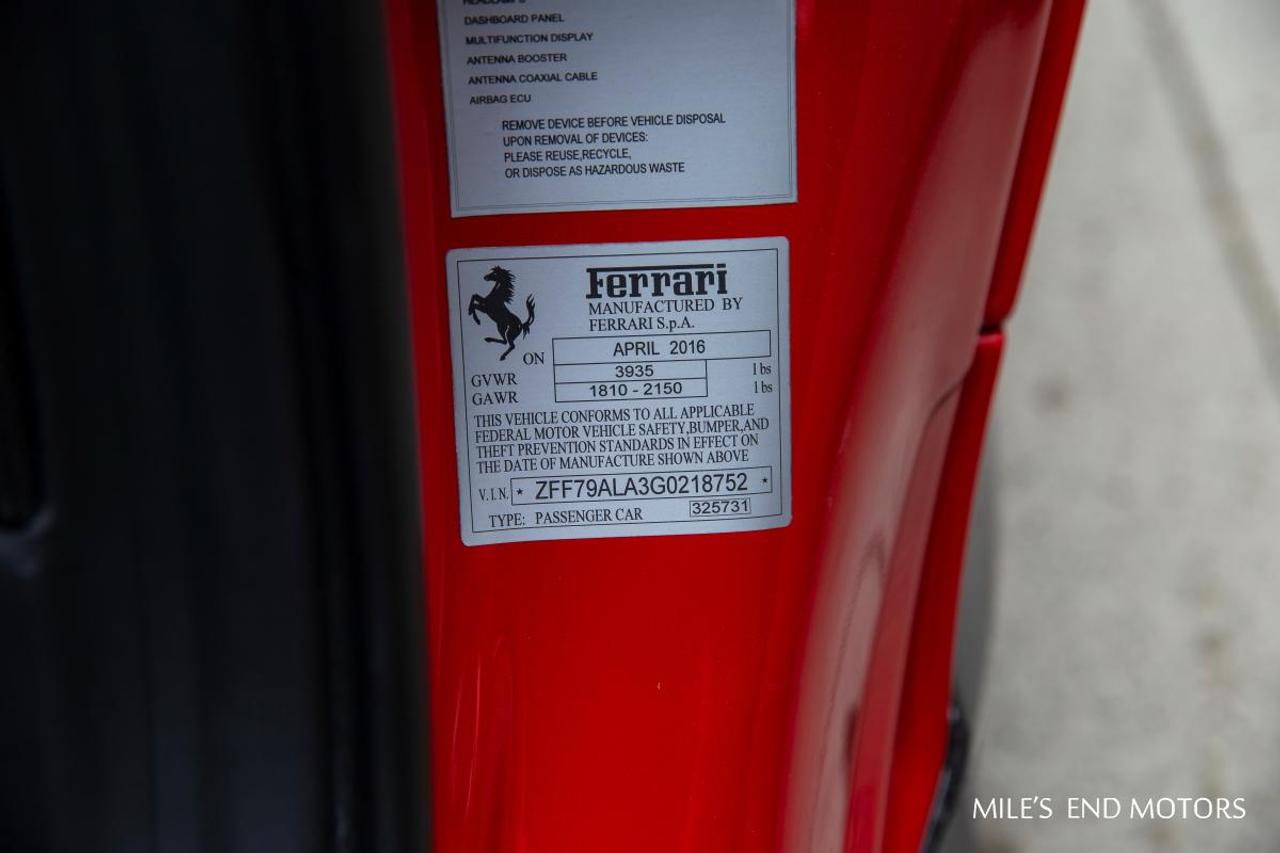 HEADLAMPS
DASHBOARD PANEL
MULTIFUNCTION DISPLAY
ANTENNA BOOSTER
ANTENNA COAXIAL CABLE
AIRBAG ECU
REMOVE DEVICE BEFORE VEHICLE DISPOSAL
UPON REMOVAL OF DEVICES:
PLEASE REUSE,RECYCLE,
OR DISPOSE AS HAZARDOUS WASTE
Ferrari
MANUFACTURED BY
FERRARI S.p.A.
ON APRIL 2016
GVWR 3935 lbs
GAWR 1810 - 2150 lbs
THIS VEHICLE CONFORMS TO ALL APPLICABLE
FEDERAL MOTOR VEHICLE SAFETY,BUMPER,AND
THEFT PREVENTION STANDARDS IN EFFECT ON
THE DATE OF MANUFACTURE SHOWN ABOVE
V.I.N. * ZFF79ALA3G0218752 *
TYPE: PASSENGER CAR 325731
MILE'S END MOTORS